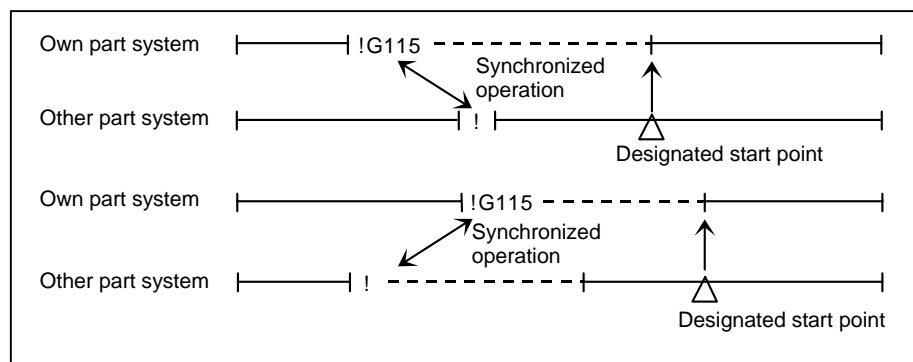 Own part system !G115
Synchronized
operation
Other part system !
Designated start point
Own part system !G115
Synchronized
operation
Other part system !
Designated start point